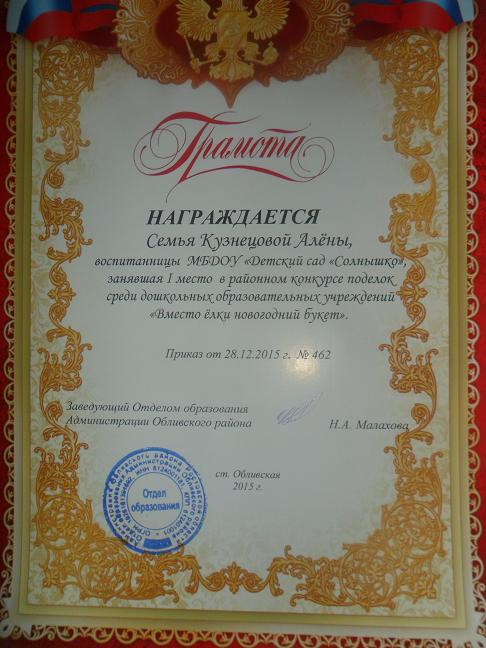 Грамота
НАГРАЖДАЕТСЯ
Семья Кузнецовой Алёны,
воспитанницы МБДОУ «Детский сад «Солнышко»,
занявшая I место в районном конкурсе поделок
среди дошкольных образовательных учреждений
«Вместо ёлки новогодний букет».
Приказ от 28.12.2015 г. № 462
Заведующий Отделом образования
Администрации Обливского района
Н.А. Малахова
Отдел
образования
ст. Обливская
2015 г.